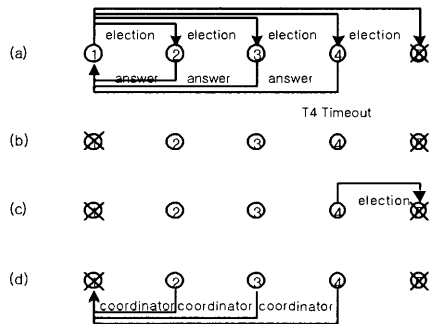 election election election election
(a) 1 2 3 4
answer answer answer
T4 Timeout
(b) 2 3 4
(c) 2 3 4
election
(d) 2 3 4
coordinator coordinator coordinator